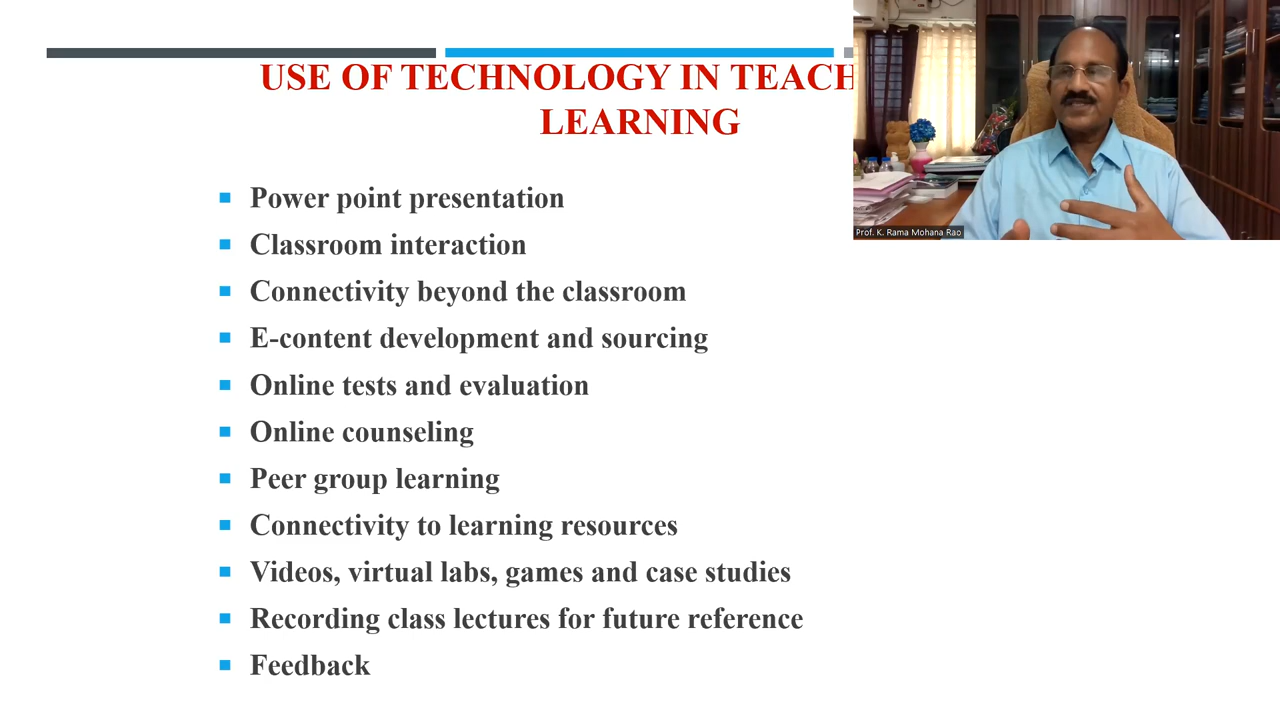 USE OF TECHNOLOGY IN TEACH
LEARNING
Prof. K. Rama Mohana Rao
Power point presentation
Classroom interaction
Connectivity beyond the classroom
E-content development and sourcing
Online tests and evaluation
Online counseling
Peer group learning
Connectivity to learning resources
Videos, virtual labs, games and case studies
Recording class lectures for future reference
Feedback